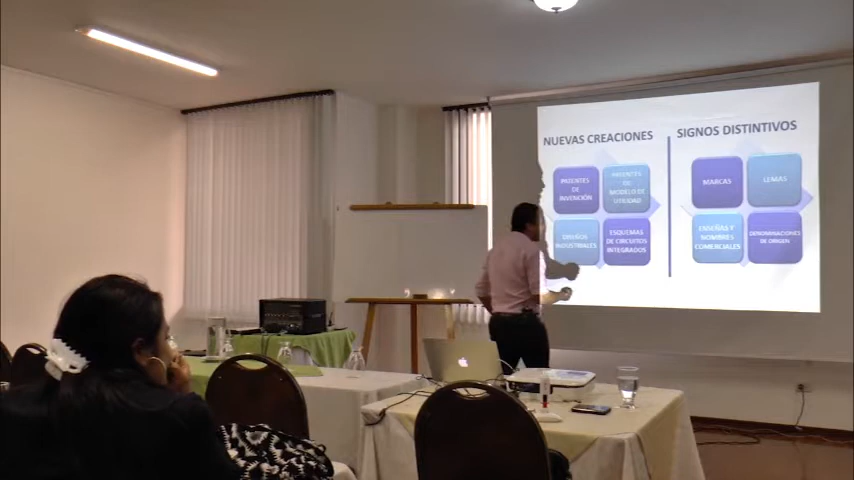 NUEVAS CREACIONES
PATENTES
DE
INVENCIÓN
PATENTES
DE
MODELO DE
UTILIDAD
DISEÑOS
INDUSTRIALES
ESQUEMAS
DE CIRCUITOS
INTEGRADOS
SIGNOS DISTINTIVOS
MARCAS
LEMAS
ENSEÑAS Y
NOMBRES
COMERCIALES
DENOMINACIONES
DE ORIGEN